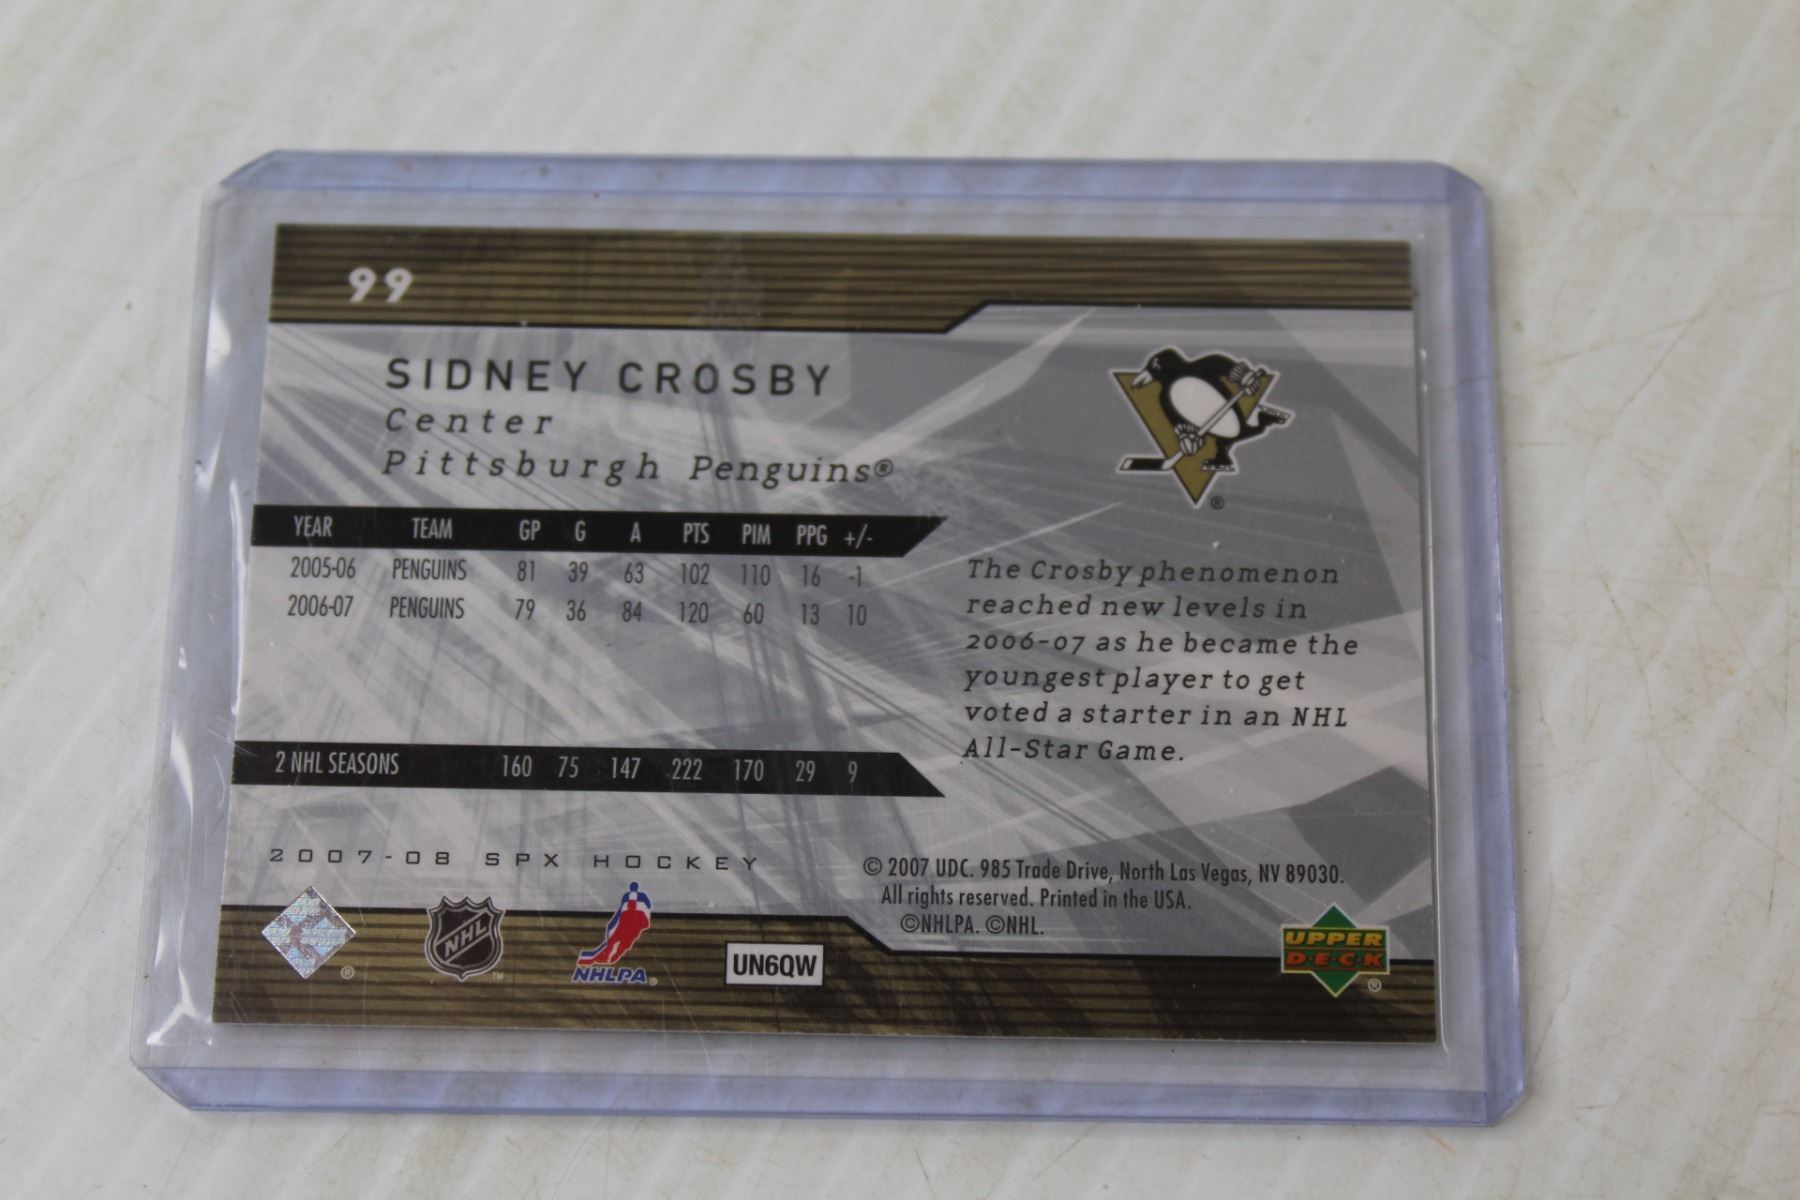 99
SIDNEY CROSBY
Center
Pittsburgh Penguins®
®
YEAR TEAM GP G A PTS PIM PPG +/-
2005-06 PENGUINS 81 39 63 102 110 16 -1
2006-07 PENGUINS 79 36 84 120 60 13 10
2 NHL SEASONS 160 75 147 222 170 29 9
The Crosby phenomenon
reached new levels in
2006-07 as he became the
youngest player to get
voted a starter in an NHL
All-Star Game.
2007-08 SPX HOCKEY
© 2007 UDC. 985 Trade Drive, North Las Vegas, NV 89030.
All rights reserved. Printed in the USA.
©NHLPA. ©NHL.
®
NHL
™
NHLPA®
UN6QW
UPPER
D·E·C·K
®